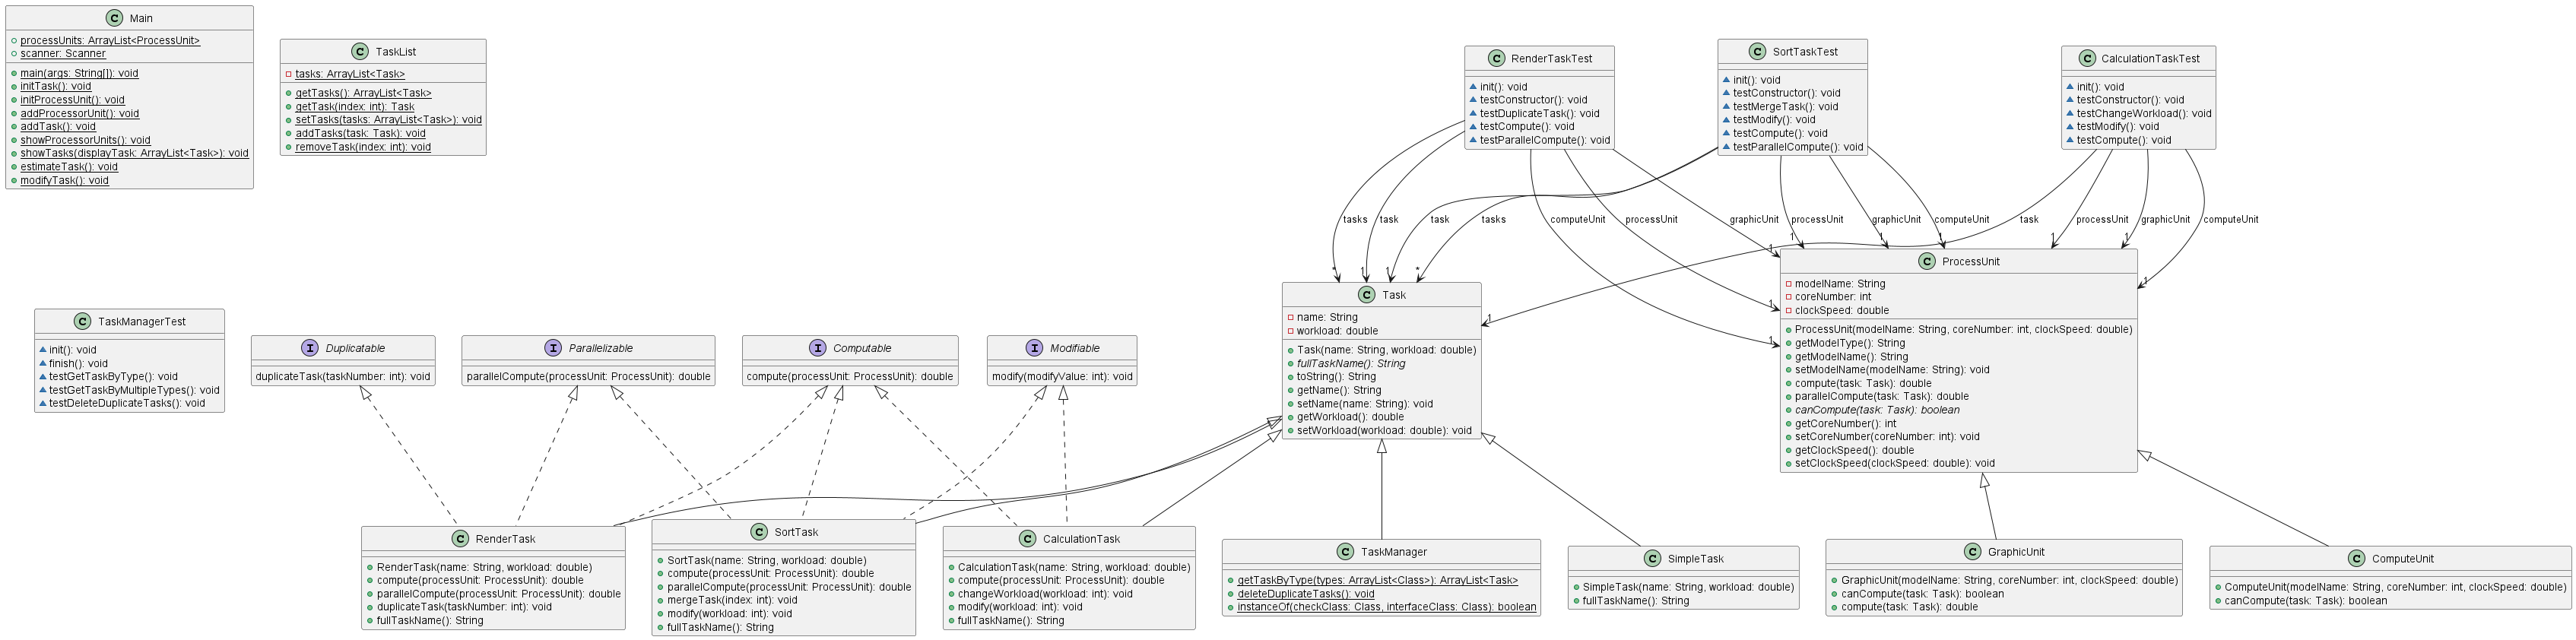 C Main
processUnits: ArrayList<ProcessUnit>
scanner: Scanner
main(args: String[]): void
initTask(): void
initProcessUnit(): void
addProcessorUnit(): void
addTask(): void
showProcessorUnits(): void
showTasks(displayTask: ArrayList<Task>): void
estimateTask(): void
modifyTask(): void
C TaskList
tasks: ArrayList<Task>
getTasks(): ArrayList<Task>
getTask(index: int): Task
setTasks(tasks: ArrayList<Task>): void
addTasks(task: Task): void
removeTask(index: int): void
C RenderTaskTest
init(): void
testConstructor(): void
testDuplicateTask(): void
testCompute(): void
testParallelCompute(): void
C SortTaskTest
init(): void
testConstructor(): void
testMergeTask(): void
testModify(): void
testCompute(): void
testParallelCompute(): void
C CalculationTaskTest
init(): void
testConstructor(): void
testChangeWorkload(): void
testModify(): void
testCompute(): void
tasks
task
task
tasks
computeUnit
processUnit
graphicUnit
processUnit
graphicUnit
computeUnit
task
processUnit
graphicUnit
computeUnit
*
1
1
*
1
1
1
1
1
1
1
1
1
1
C TaskManagerTest
init(): void
finish(): void
testGetTaskByType(): void
testGetTaskByMultipleTypes(): void
testDeleteDuplicateTasks(): void
I Duplicatable
duplicateTask(taskNumber: int): void
I Parallelizable
parallelCompute(processUnit: ProcessUnit): double
I Computable
compute(processUnit: ProcessUnit): double
I Modifiable
modify(modifyValue: int): void
C Task
name: String
workload: double
Task(name: String, workload: double)
fullTaskName(): String
toString(): String
getName(): String
setName(name: String): void
getWorkload(): double
setWorkload(workload: double): void
C ProcessUnit
modelName: String
coreNumber: int
clockSpeed: double
ProcessUnit(modelName: String, coreNumber: int, clockSpeed: double)
getModelType(): String
getModelName(): String
setModelName(modelName: String): void
compute(task: Task): double
parallelCompute(task: Task): double
canCompute(task: Task): boolean
getCoreNumber(): int
setCoreNumber(coreNumber: int): void
getClockSpeed(): double
setClockSpeed(clockSpeed: double): void
C RenderTask
RenderTask(name: String, workload: double)
compute(processUnit: ProcessUnit): double
parallelCompute(processUnit: ProcessUnit): double
duplicateTask(taskNumber: int): void
fullTaskName(): String
C SortTask
SortTask(name: String, workload: double)
compute(processUnit: ProcessUnit): double
parallelCompute(processUnit: ProcessUnit): double
mergeTask(index: int): void
modify(workload: int): void
fullTaskName(): String
C CalculationTask
CalculationTask(name: String, workload: double)
compute(processUnit: ProcessUnit): double
changeWorkload(workload: int): void
modify(workload: int): void
fullTaskName(): String
C TaskManager
getTaskByType(types: ArrayList<Class>): ArrayList<Task>
deleteDuplicateTasks(): void
instanceOf(checkClass: Class, interfaceClass: Class): boolean
C SimpleTask
SimpleTask(name: String, workload: double)
fullTaskName(): String
C GraphicUnit
GraphicUnit(modelName: String, coreNumber: int, clockSpeed: double)
canCompute(task: Task): boolean
compute(task: Task): double
C ComputeUnit
ComputeUnit(modelName: String, coreNumber: int, clockSpeed: double)
canCompute(task: Task): boolean